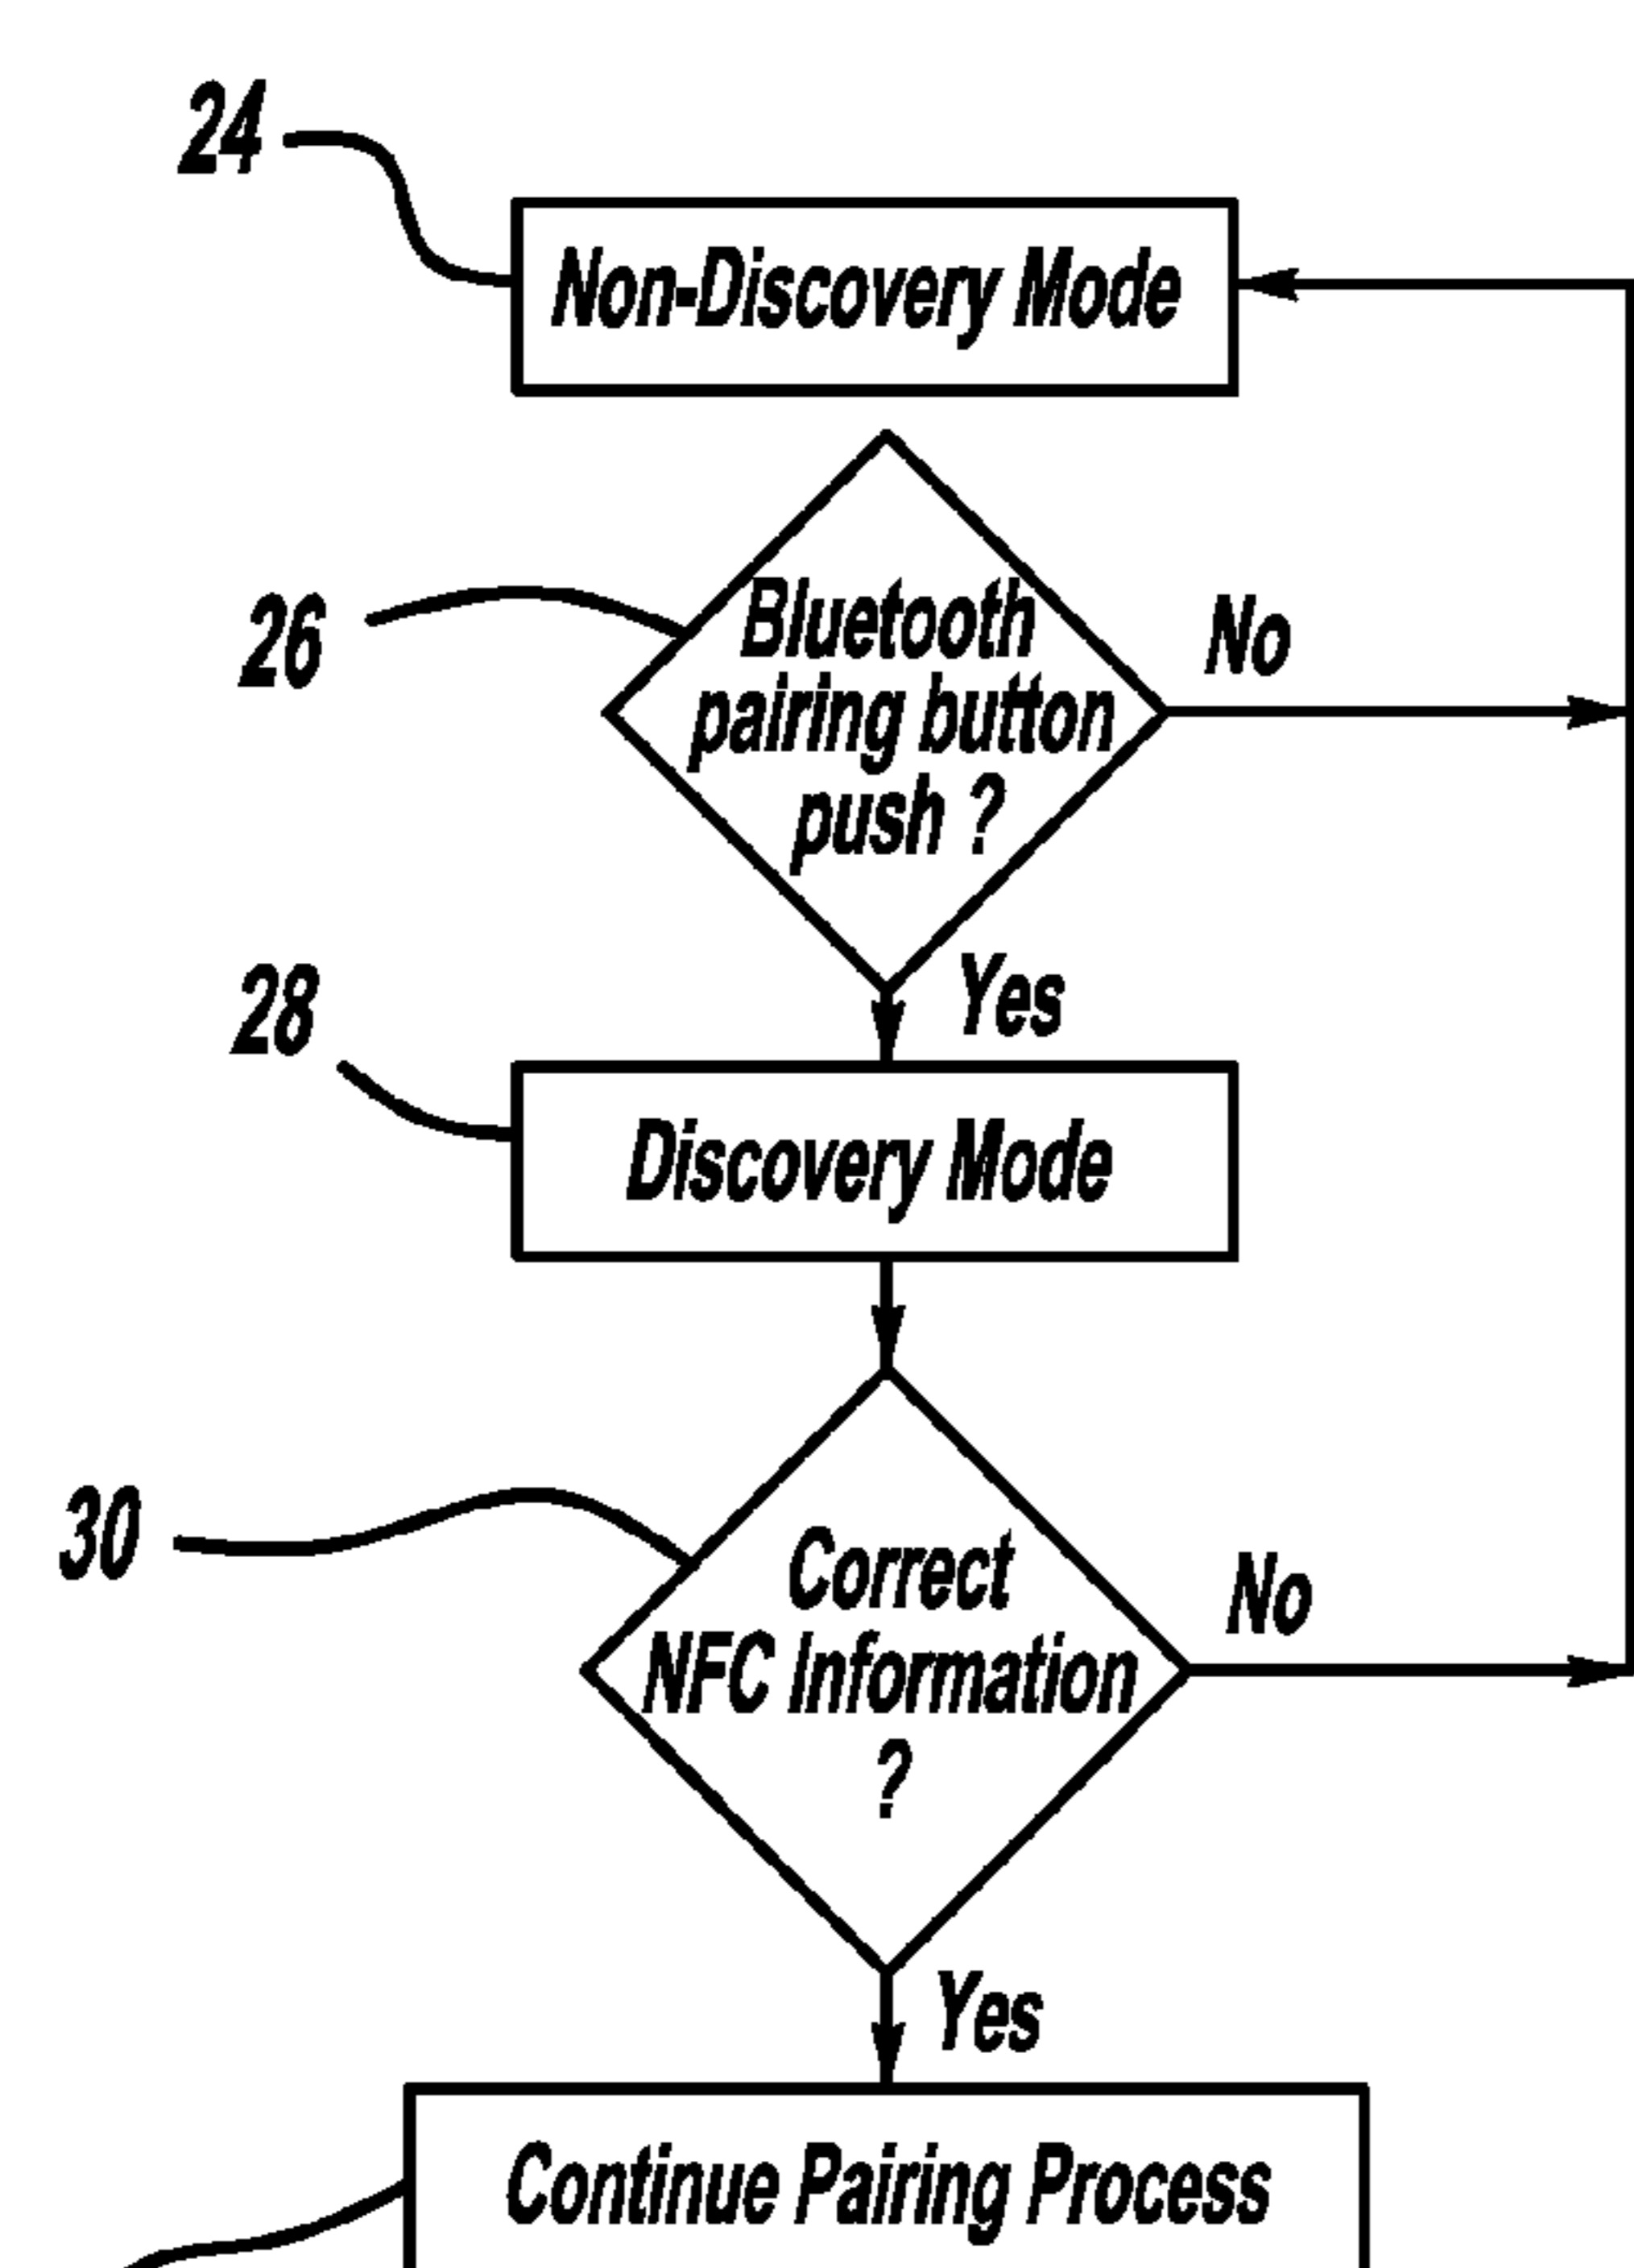 24
Non-Discovery Mode
26
Bluetooth
pairing button
push ?
No
Yes
28
Discovery Mode
30
Correct
NFC Information
?
No
Yes
Continue Pairing Process